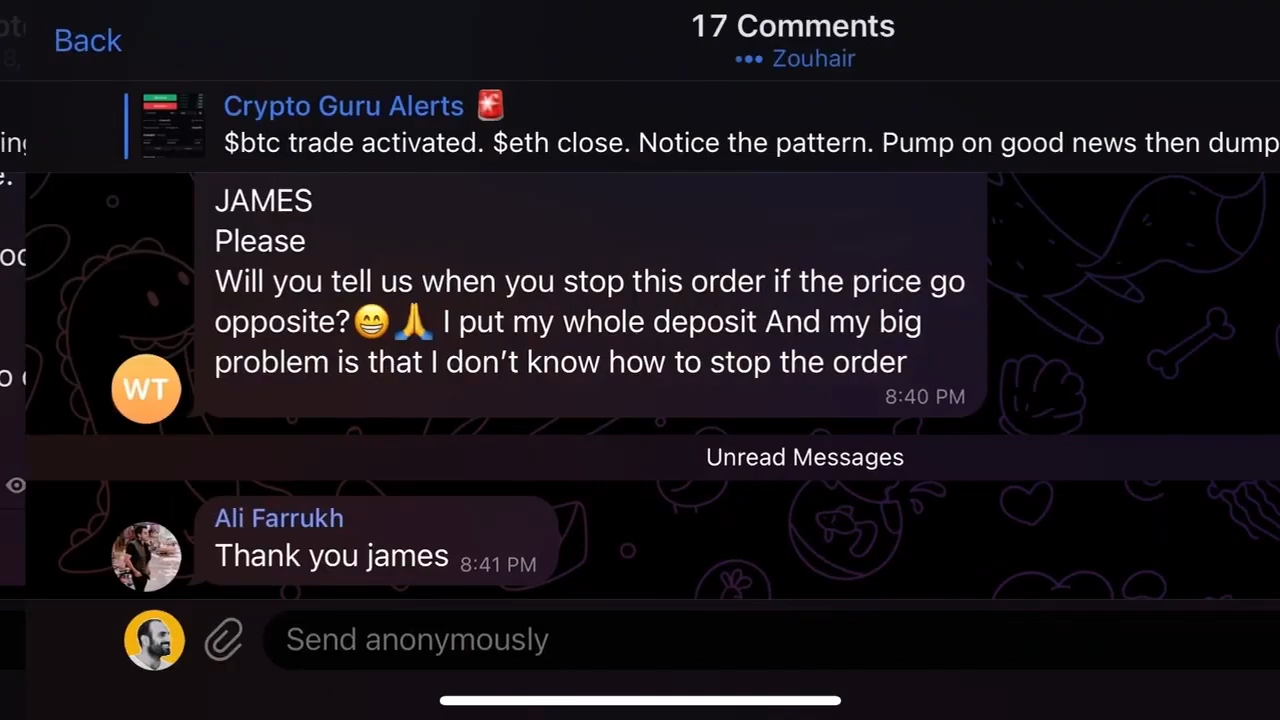 Back
17 Comments
••• Zouhair
Crypto Guru Alerts 🚨
$btc trade activated. $eth close. Notice the pattern. Pump on good news then dump
JAMES
Please
Will you tell us when you stop this order if the price go
opposite?😁🙏 I put my whole deposit And my big
problem is that I don’t know how to stop the order
8:40 PM
WT
Unread Messages
Ali Farrukh
Thank you james 8:41 PM
Send anonymously